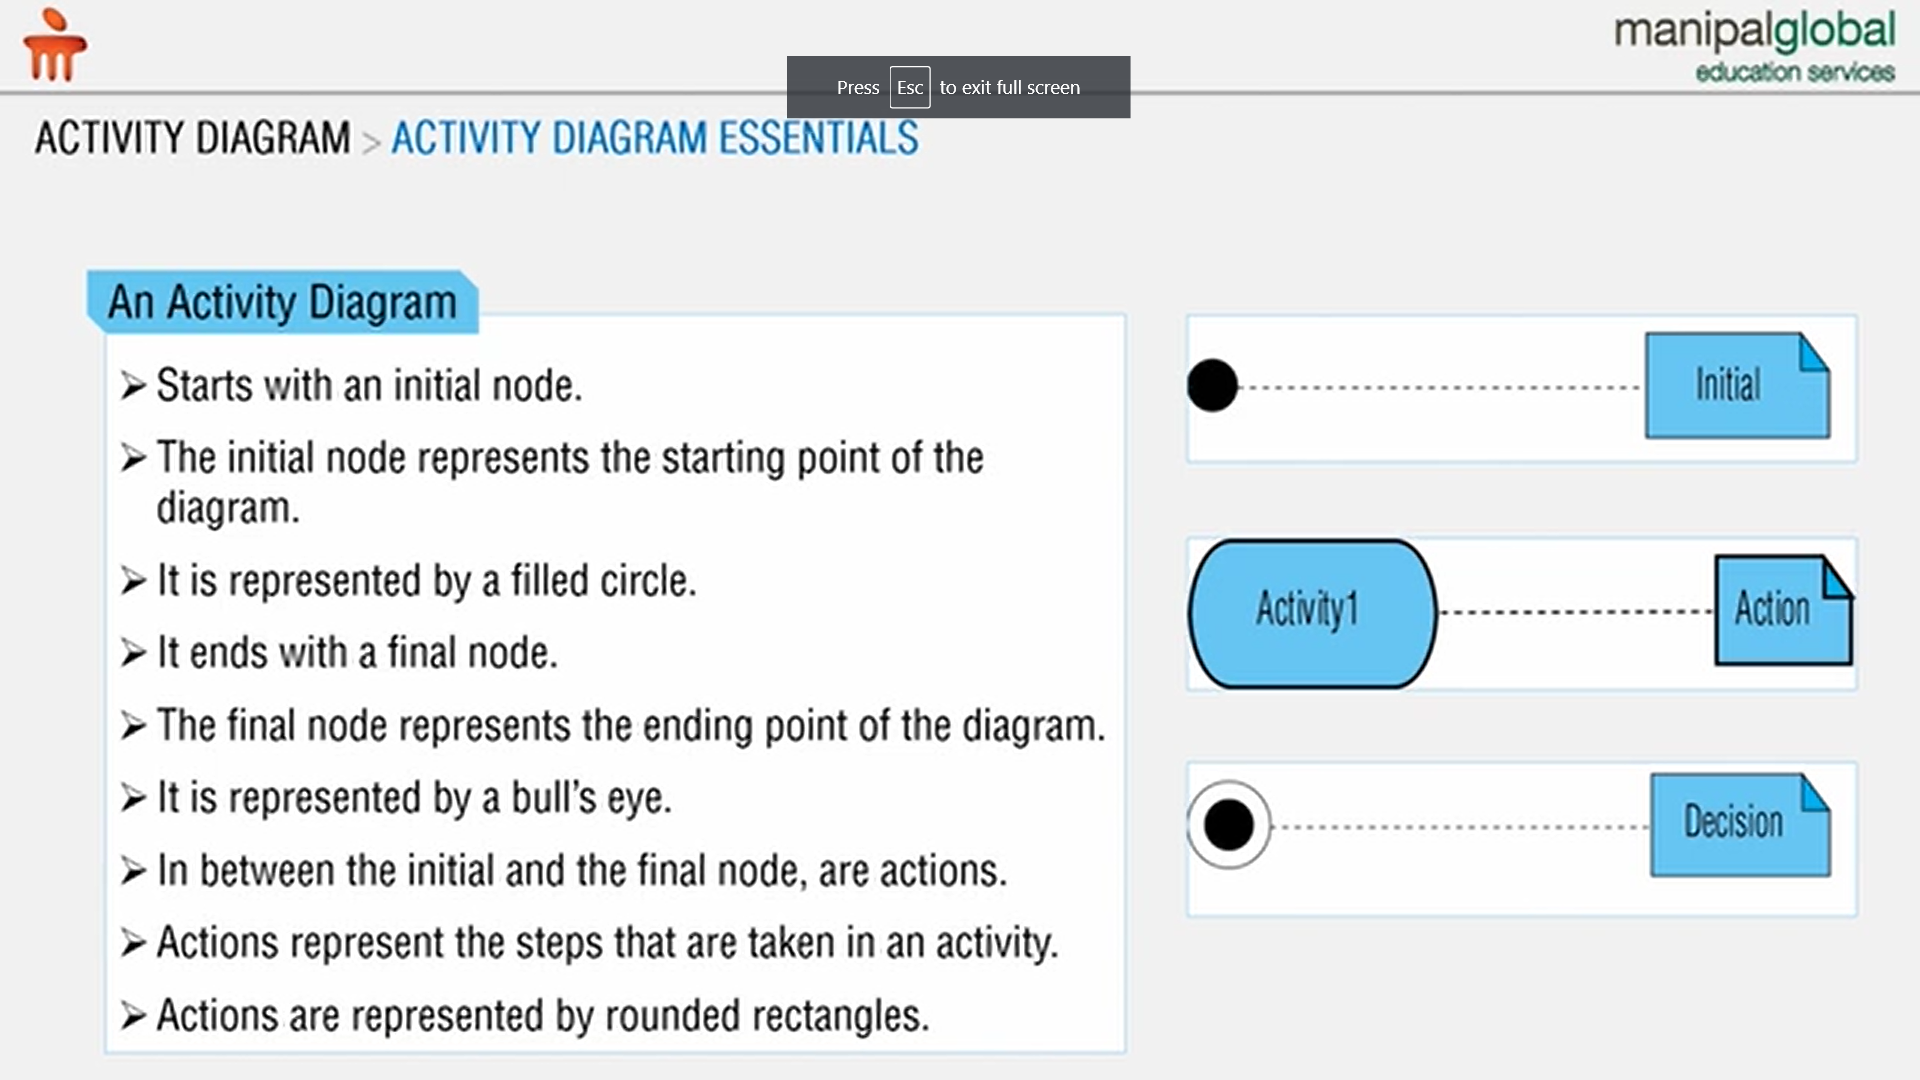 manipalglobal
education services
Press Esc to exit full screen
ACTIVITY DIAGRAM > ACTIVITY DIAGRAM ESSENTIALS
An Activity Diagram
➢ Starts with an initial node.
➢ The initial node represents the starting point of the
diagram.
➢ It is represented by a filled circle.
➢ It ends with a final node.
➢ The final node represents the ending point of the diagram.
➢ It is represented by a bull's eye.
➢ In between the initial and the final node, are actions.
➢ Actions represent the steps that are taken in an activity.
➢ Actions are represented by rounded rectangles.
Initial
Activity1
Action
Decision